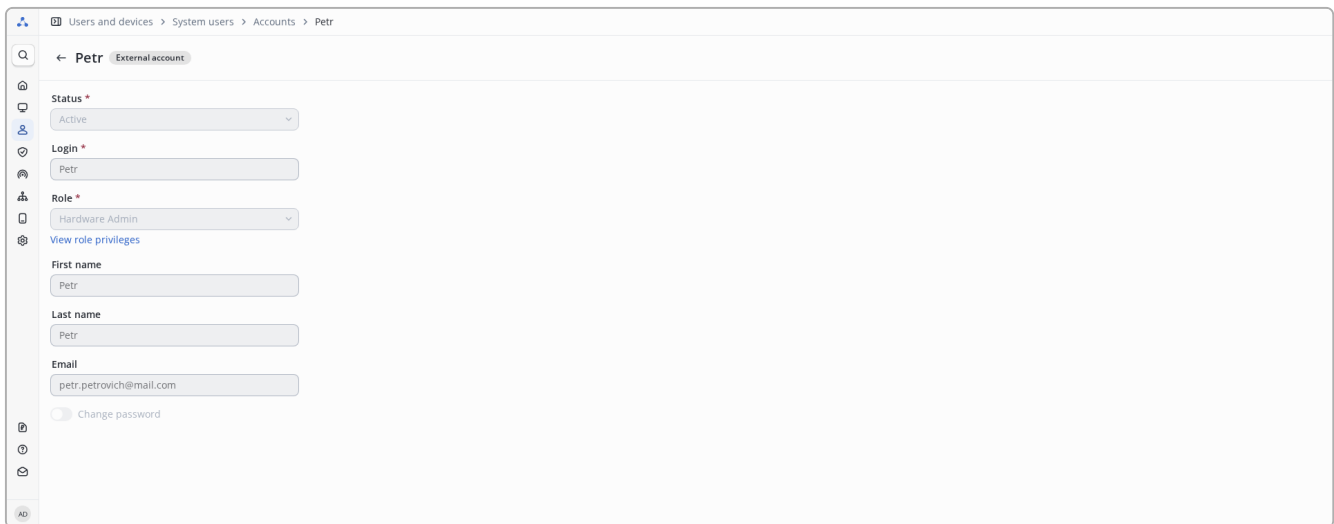 Users and devices > System users > Accounts > Petr
← Petr External account
Status *
Active
Login *
Petr
Role *
Hardware Admin
View role privileges
First name
Petr
Last name
Petr
Email
petr.petrovich@mail.com
Change password
AD